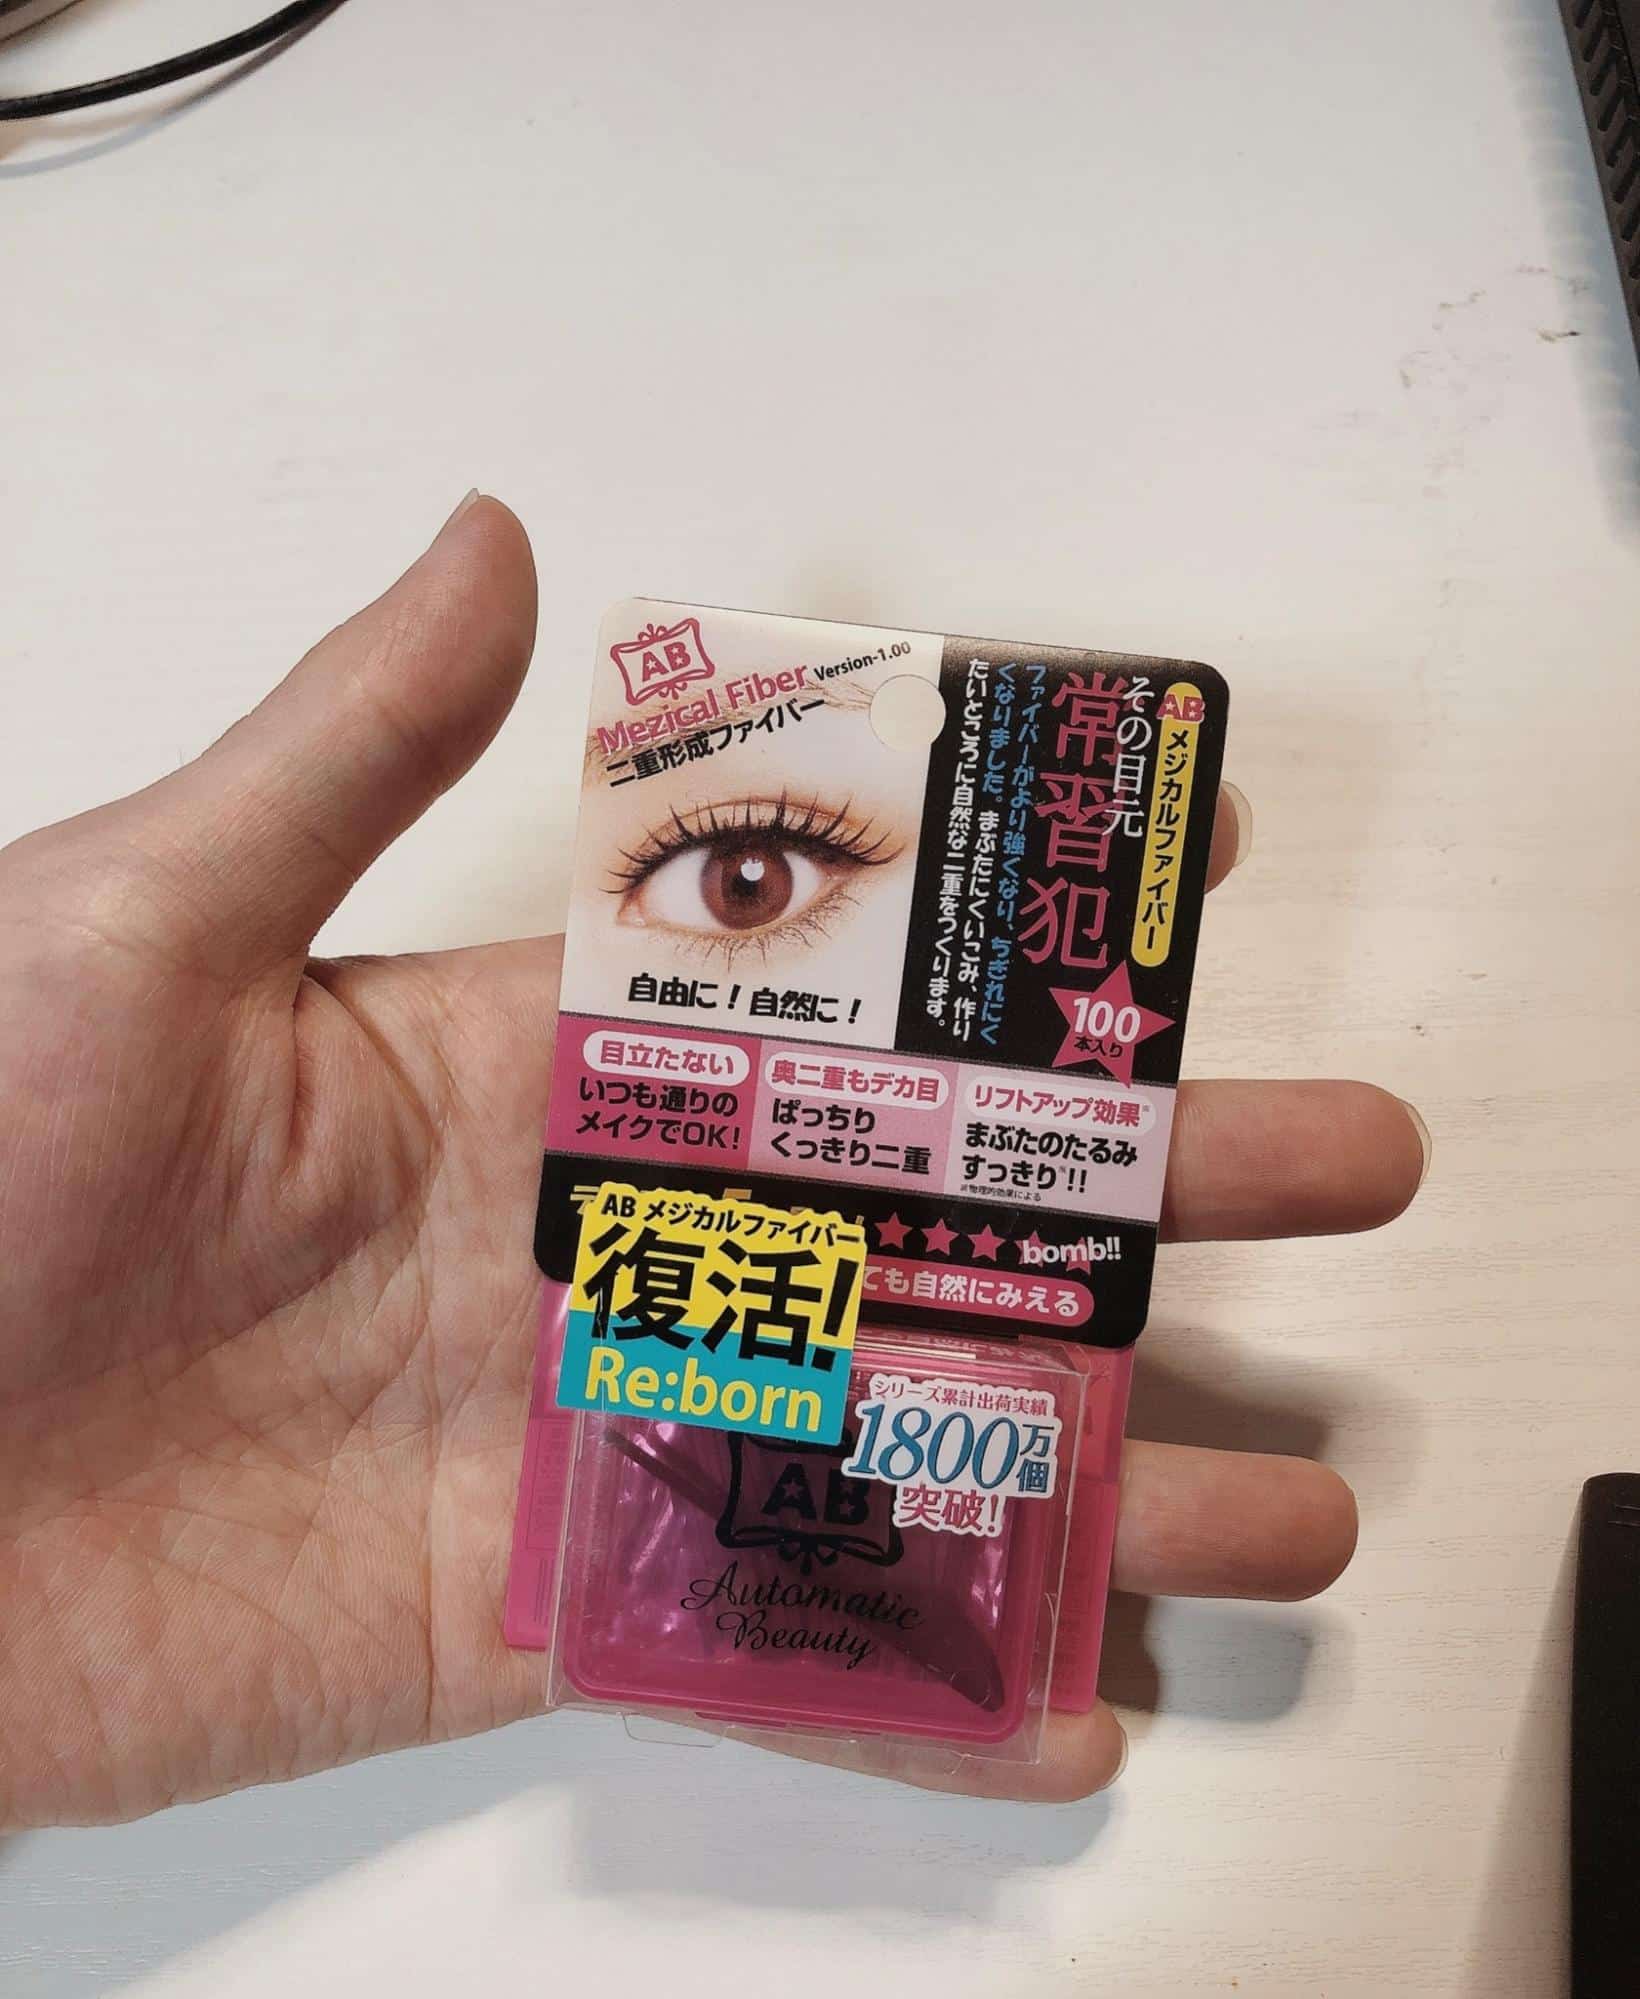 AB
Mezical Fiber Version-1.00
二重形成ファイバー
AB メジカルファイバー
その目元
常習犯
ファイバーがより強くなり、ちぎれにく
くなりました。まぶたにくいこみ、作り
たいところに自然な二重をつくります。
100
本入り
自由に!自然に!
目立たない
いつも通りの
メイクでOK!
奥二重もデカ目
ぱっちり
くっきり二重
リフトアップ効果※
まぶたのたるみ
すっきり※!!
※物理的効果による
bomb!!
ても自然にみえる
AB メジカルファイバー
復活!
Re:born
シリーズ累計出荷実績
1800万個
突破!
AB
Automatic
Beauty